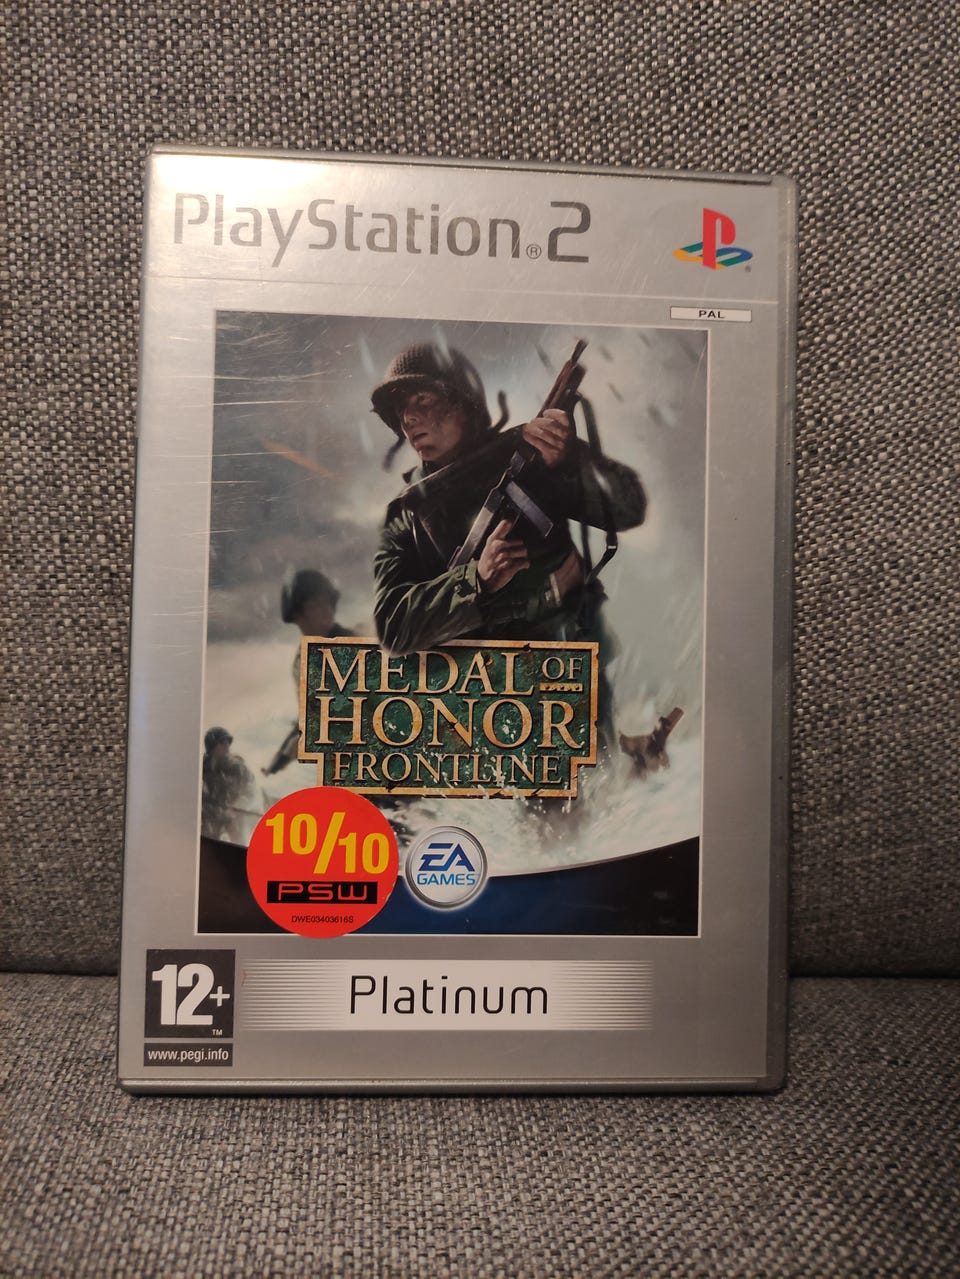 PlayStation®2
PAL
MEDAL OF
HONOR
FRONTLINE
10/10
PSW
DWE03403616S
EA
GAMES
12+
TM
www.pegi.info
Platinum